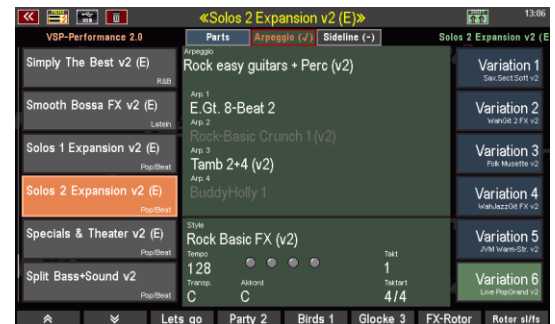 «Solos 2 Expansion v2 (E)»
13:06
VSP-Performance 2.0
Parts
Arpeggio (√)
Sideline (-)
Solos 2 Expansion v2 (E
Simply The Best v2 (E)
R&B
Smooth Bossa FX v2 (E)
Latein
Solos 1 Expansion v2 (E)
Pop/Beat
Solos 2 Expansion v2 (E)
Pop/Beat
Specials & Theater v2 (E)
Pop/Beat
Split Bass+Sound v2
Pop/Beat
Arpeggio
Rock easy guitars + Perc (v2)
Arp. 1
E.Gt. 8-Beat 2
Arp. 2
Rock-Basic Crunch 1(v2)
Arp. 3
Tamb 2+4 (v2)
Arp. 4
BuddyHolly 1
Style
Rock Basic FX (v2)
Tempo
Takt
128
1
Transp.
Akkord
Taktart
C
C
4/4
Variation 1
Sax.Sect.Soft v2
Variation 2
WahGit 2 FX v2
Variation 3
Folk Musette v2
Variation 4
WahJazzGit FX v2
Variation 5
JVM Warm-Str. v2
Variation 6
Live PopGrand v2
Lets go
Party 2
Birds 1
Glocke 3
FX-Rotor
Rotor sl/fs